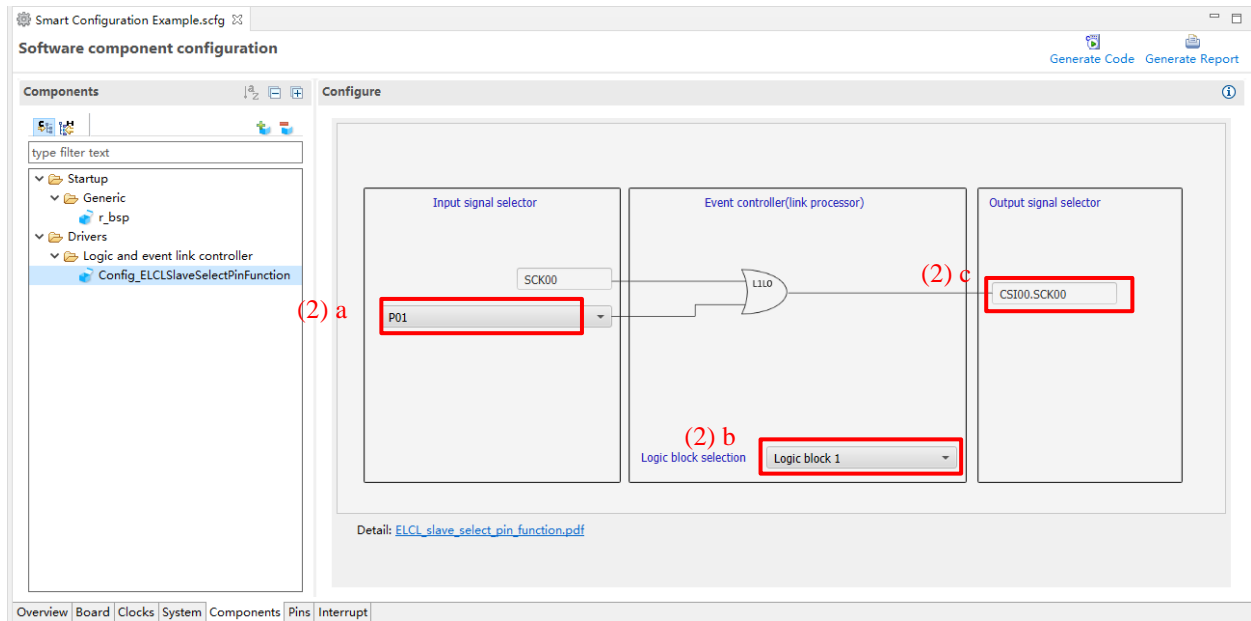 Smart Configuration Example.scfg
Software component configuration
Generate Code Generate Report
Components
Configure
type filter text
Startup
Generic
r_bsp
Drivers
Logic and event link controller
Config_ELCLSlaveSelectPinFunction
Input signal selector
Event controller(link processor)
Output signal selector
SCK00
L1L0
(2) c
CSI00.SCK00
(2) a
P01
(2) b
Logic block selection
Logic block 1
Detail: ELCL_slave_select_pin_function.pdf
Overview Board Clocks System Components Pins Interrupt